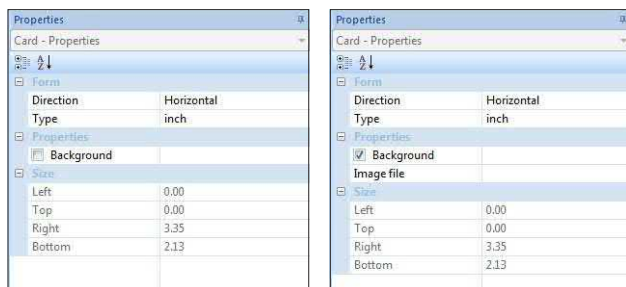 Properties
Card - Properties
Form
Direction Horizontal
Type inch
Properties
Background
Size
Left 0.00
Top 0.00
Right 3.35
Bottom 2.13
Properties
Card - Properties
Form
Direction Horizontal
Type inch
Properties
Background
Image file
Size
Left 0.00
Top 0.00
Right 3.35
Bottom 2.13